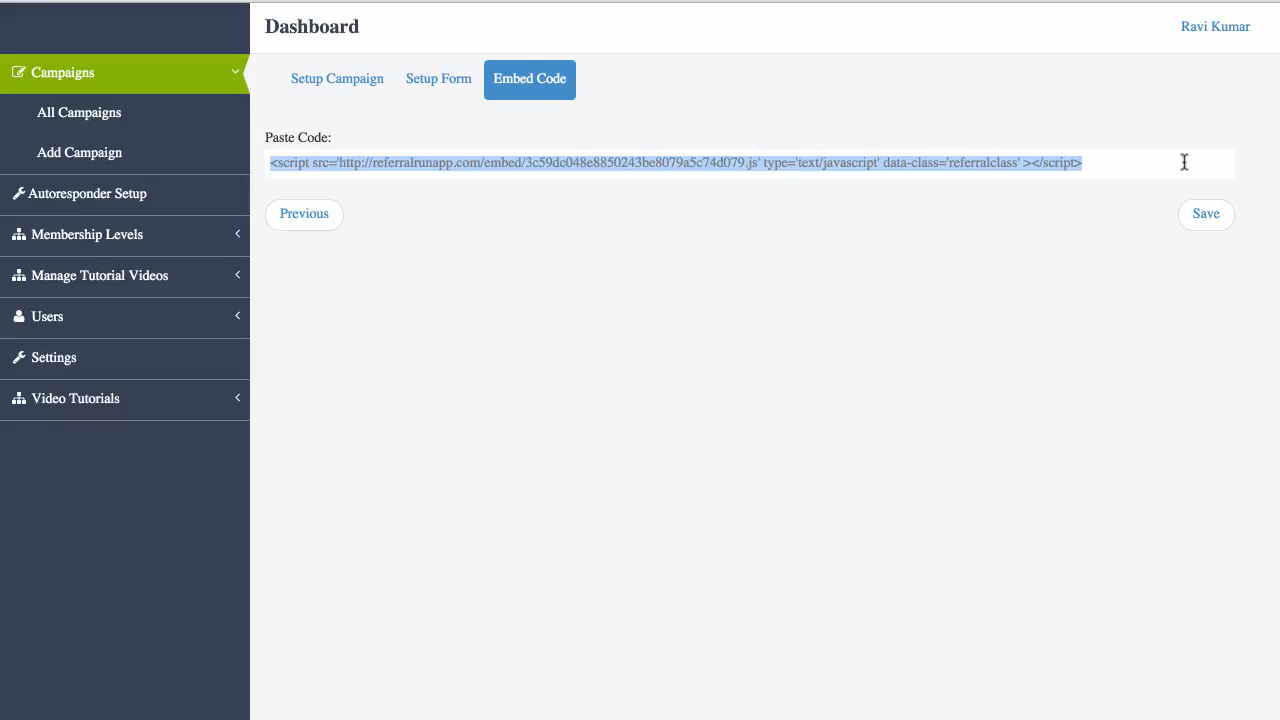 Dashboard
Ravi Kumar
Campaigns
All Campaigns
Add Campaign
Autoresponder Setup
Membership Levels
Manage Tutorial Videos
Users
Settings
Video Tutorials
Setup Campaign
Setup Form
Embed Code
Paste Code:
<script src='http://referralrunapp.com/embed/3c59dc048e8850243be8079a5c74d079.js' type='text/javascript' data-class='referralclass' ></script>
Previous
Save